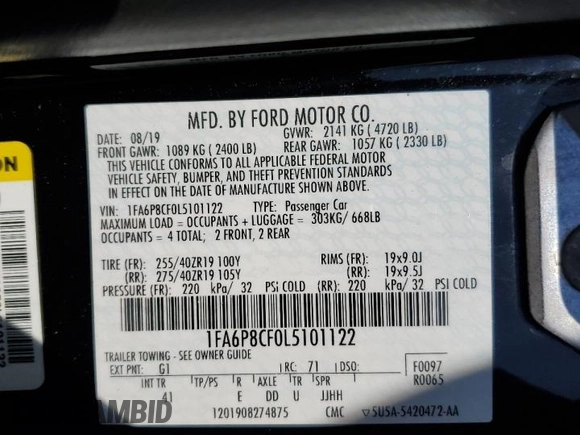 ON
MFD. BY FORD MOTOR CO.
DATE: 08/19 GVWR: 2141 KG ( 4720 LB)
FRONT GAWR: 1089 KG ( 2400 LB) REAR GAWR: 1057 KG ( 2330 LB)
THIS VEHICLE CONFORMS TO ALL APPLICABLE FEDERAL MOTOR
VEHICLE SAFETY, BUMPER, AND THEFT PREVENTION STANDARDS
IN EFFECT ON THE DATE OF MANUFACTURE SHOWN ABOVE.
VIN: 1FA6P8CF0L5101122 TYPE: Passenger Car
MAXIMUM LOAD = OCCUPANTS + LUGGAGE = 303KG/ 668LB
OCCUPANTS = 4 TOTAL; 2 FRONT, 2 REAR
TIRE (FR): 255/40ZR19 100Y RIMS (FR): 19x9.0J
(RR): 275/40ZR19 105Y (RR): 19x9.5J
PRESSURE (FR): 220 kPa/ 32 PSI COLD (RR): 220 kPa/ 32 PSI COLD
1FA6P8CF0L5101122
TRAILER TOWING - SEE OWNER GUIDE
EXT PNT: G1 RC: 71 DSO: F0097
R0065
INT TR TP/PS R AXLE TR SPR
41 E DD U JJHH
1201908274875 CMC 5U5A-5420472-AA
AMBID